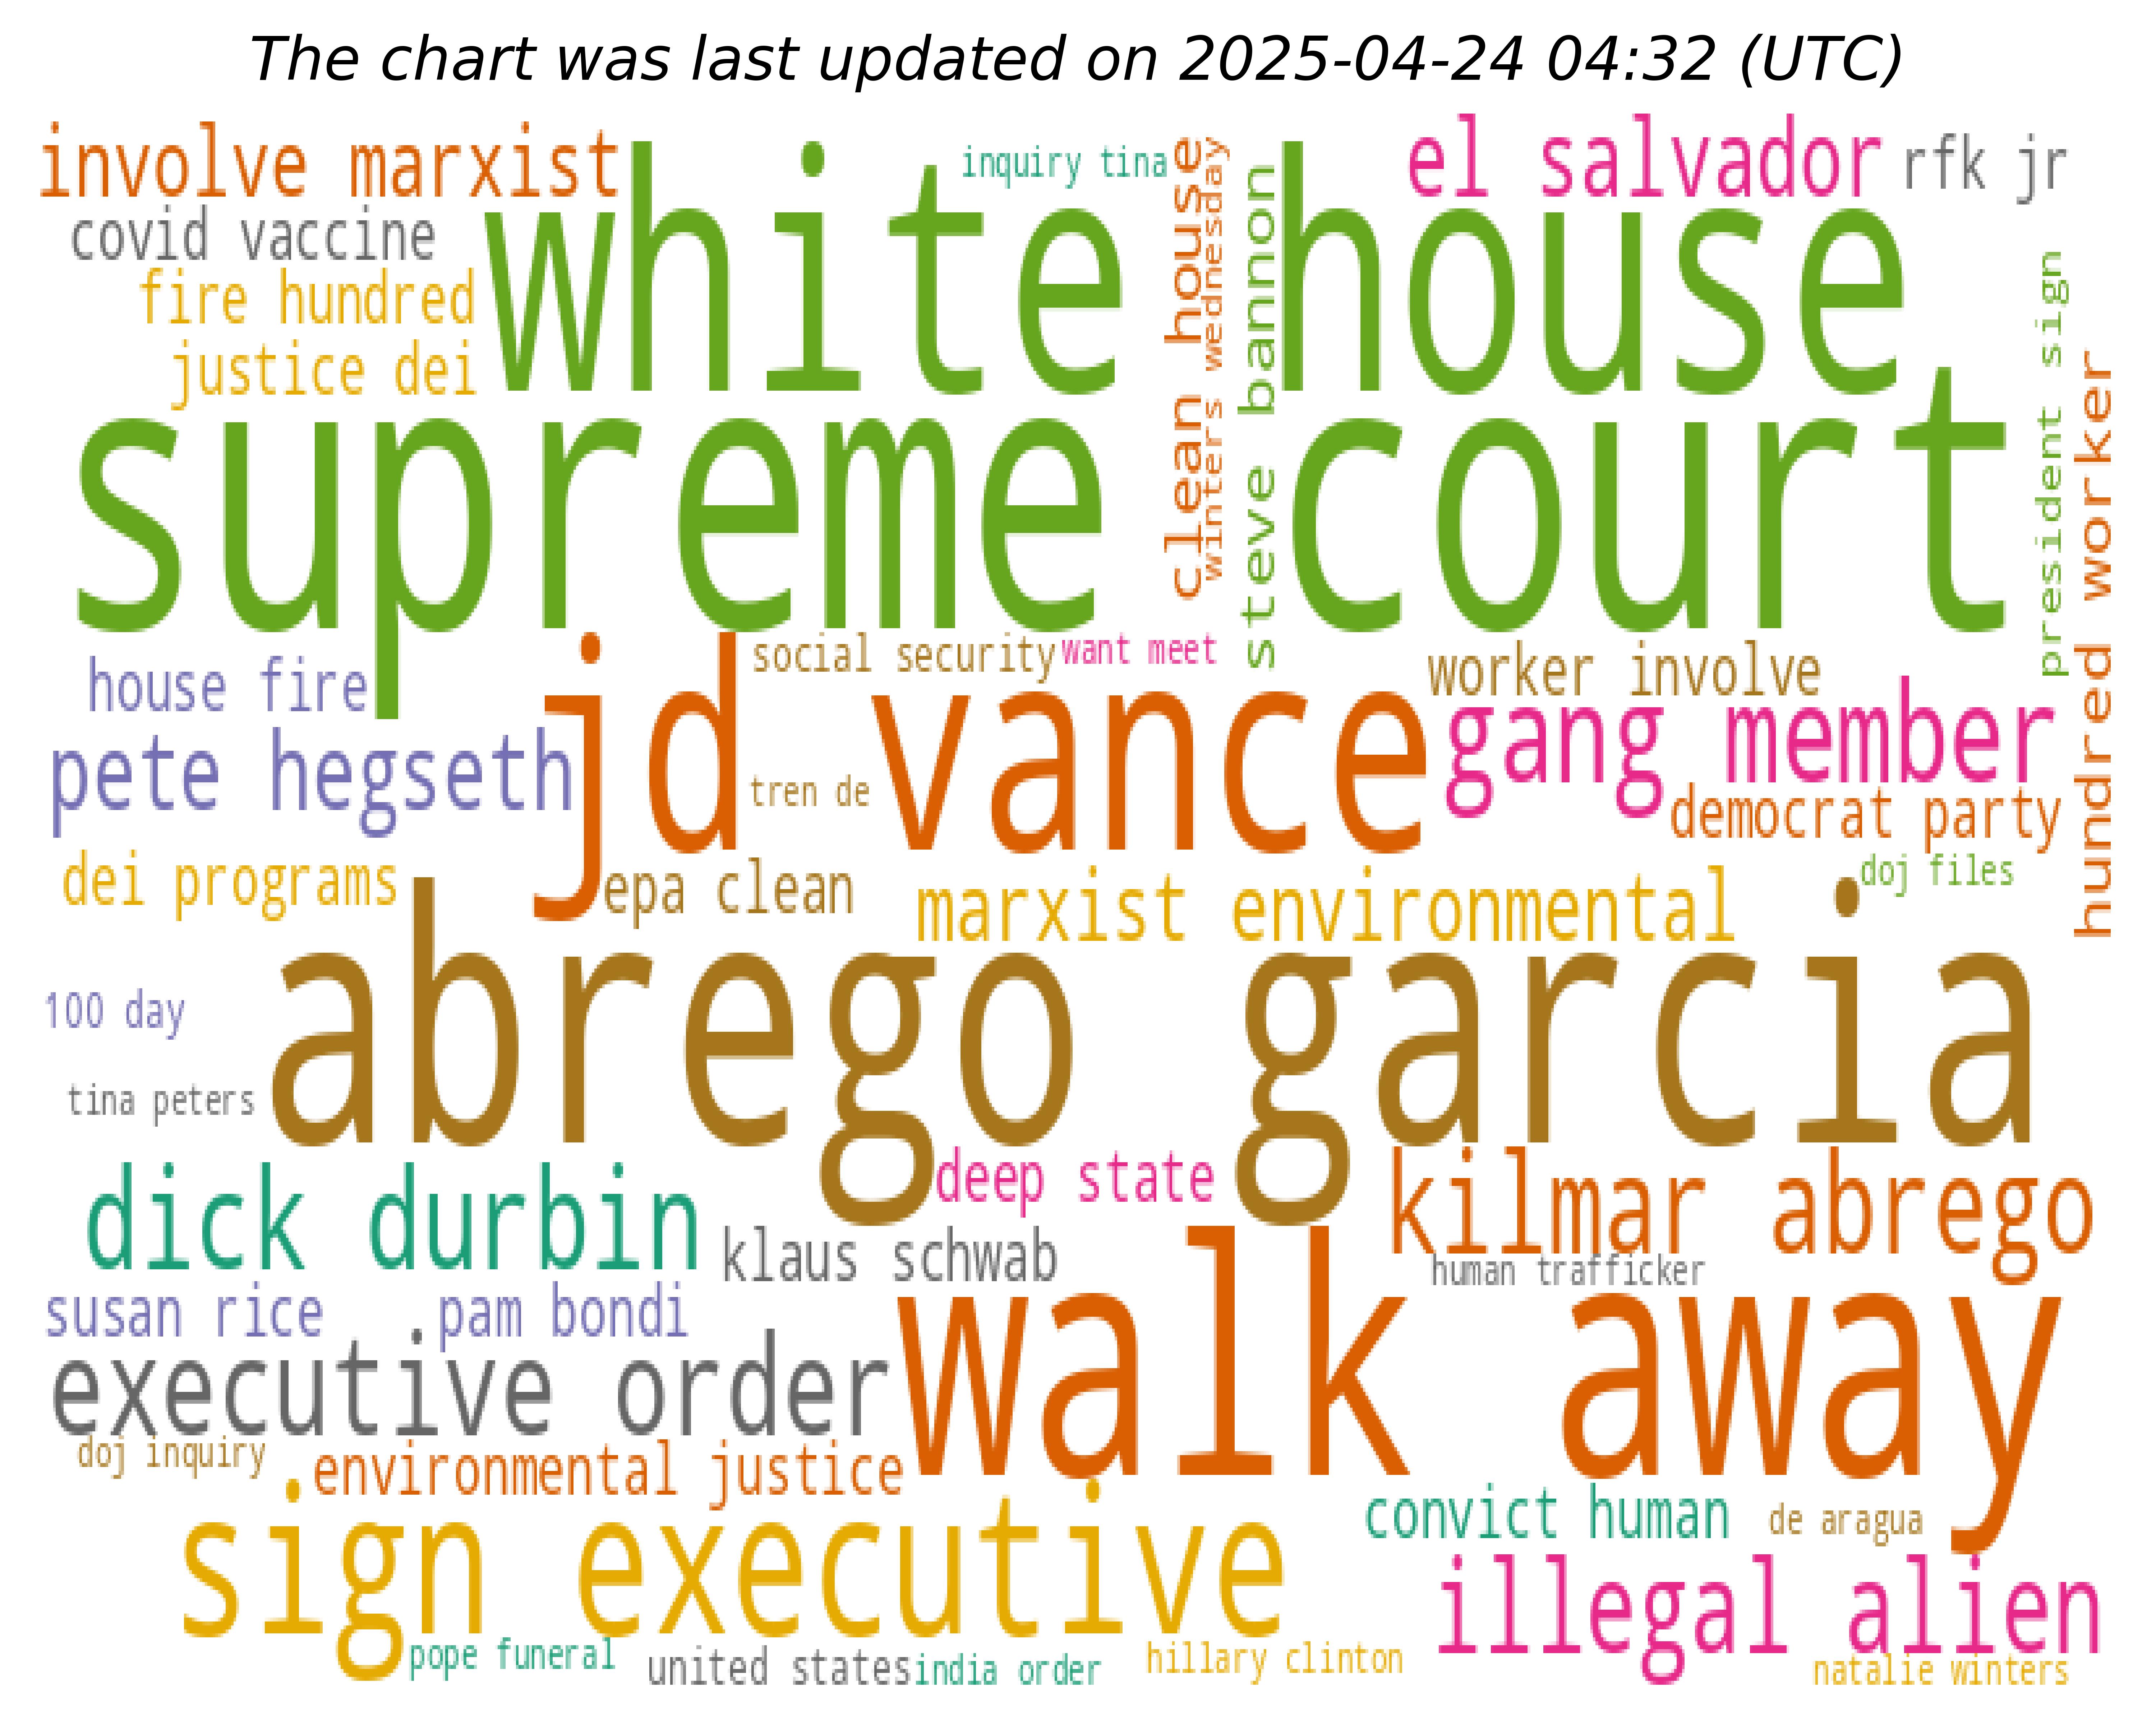 The chart was last updated on 2025-04-24 04:32 (UTC)
involve marxist
inquiry tina
el salvador
rfk jr
covid vaccine
white house
fire hundred
justice dei
clean house
winters wednesday
steve bannon
president sign
hundred worker
supreme court
social security
want meet
worker involve
house fire
jd vance
gang member
pete hegseth
tren de
democrat party
dei programs
epa clean
marxist environmental
doj files
abrego garcia
100 day
tina peters
dick durbin
deep state
kilmar abrego
klaus schwab
human trafficker
susan rice
pam bondi
walk away
executive order
doj inquiry
environmental justice
sign executive
convict human
de aragua
illegal alien
pope funeral
united states
india order
hillary clinton
natalie winters